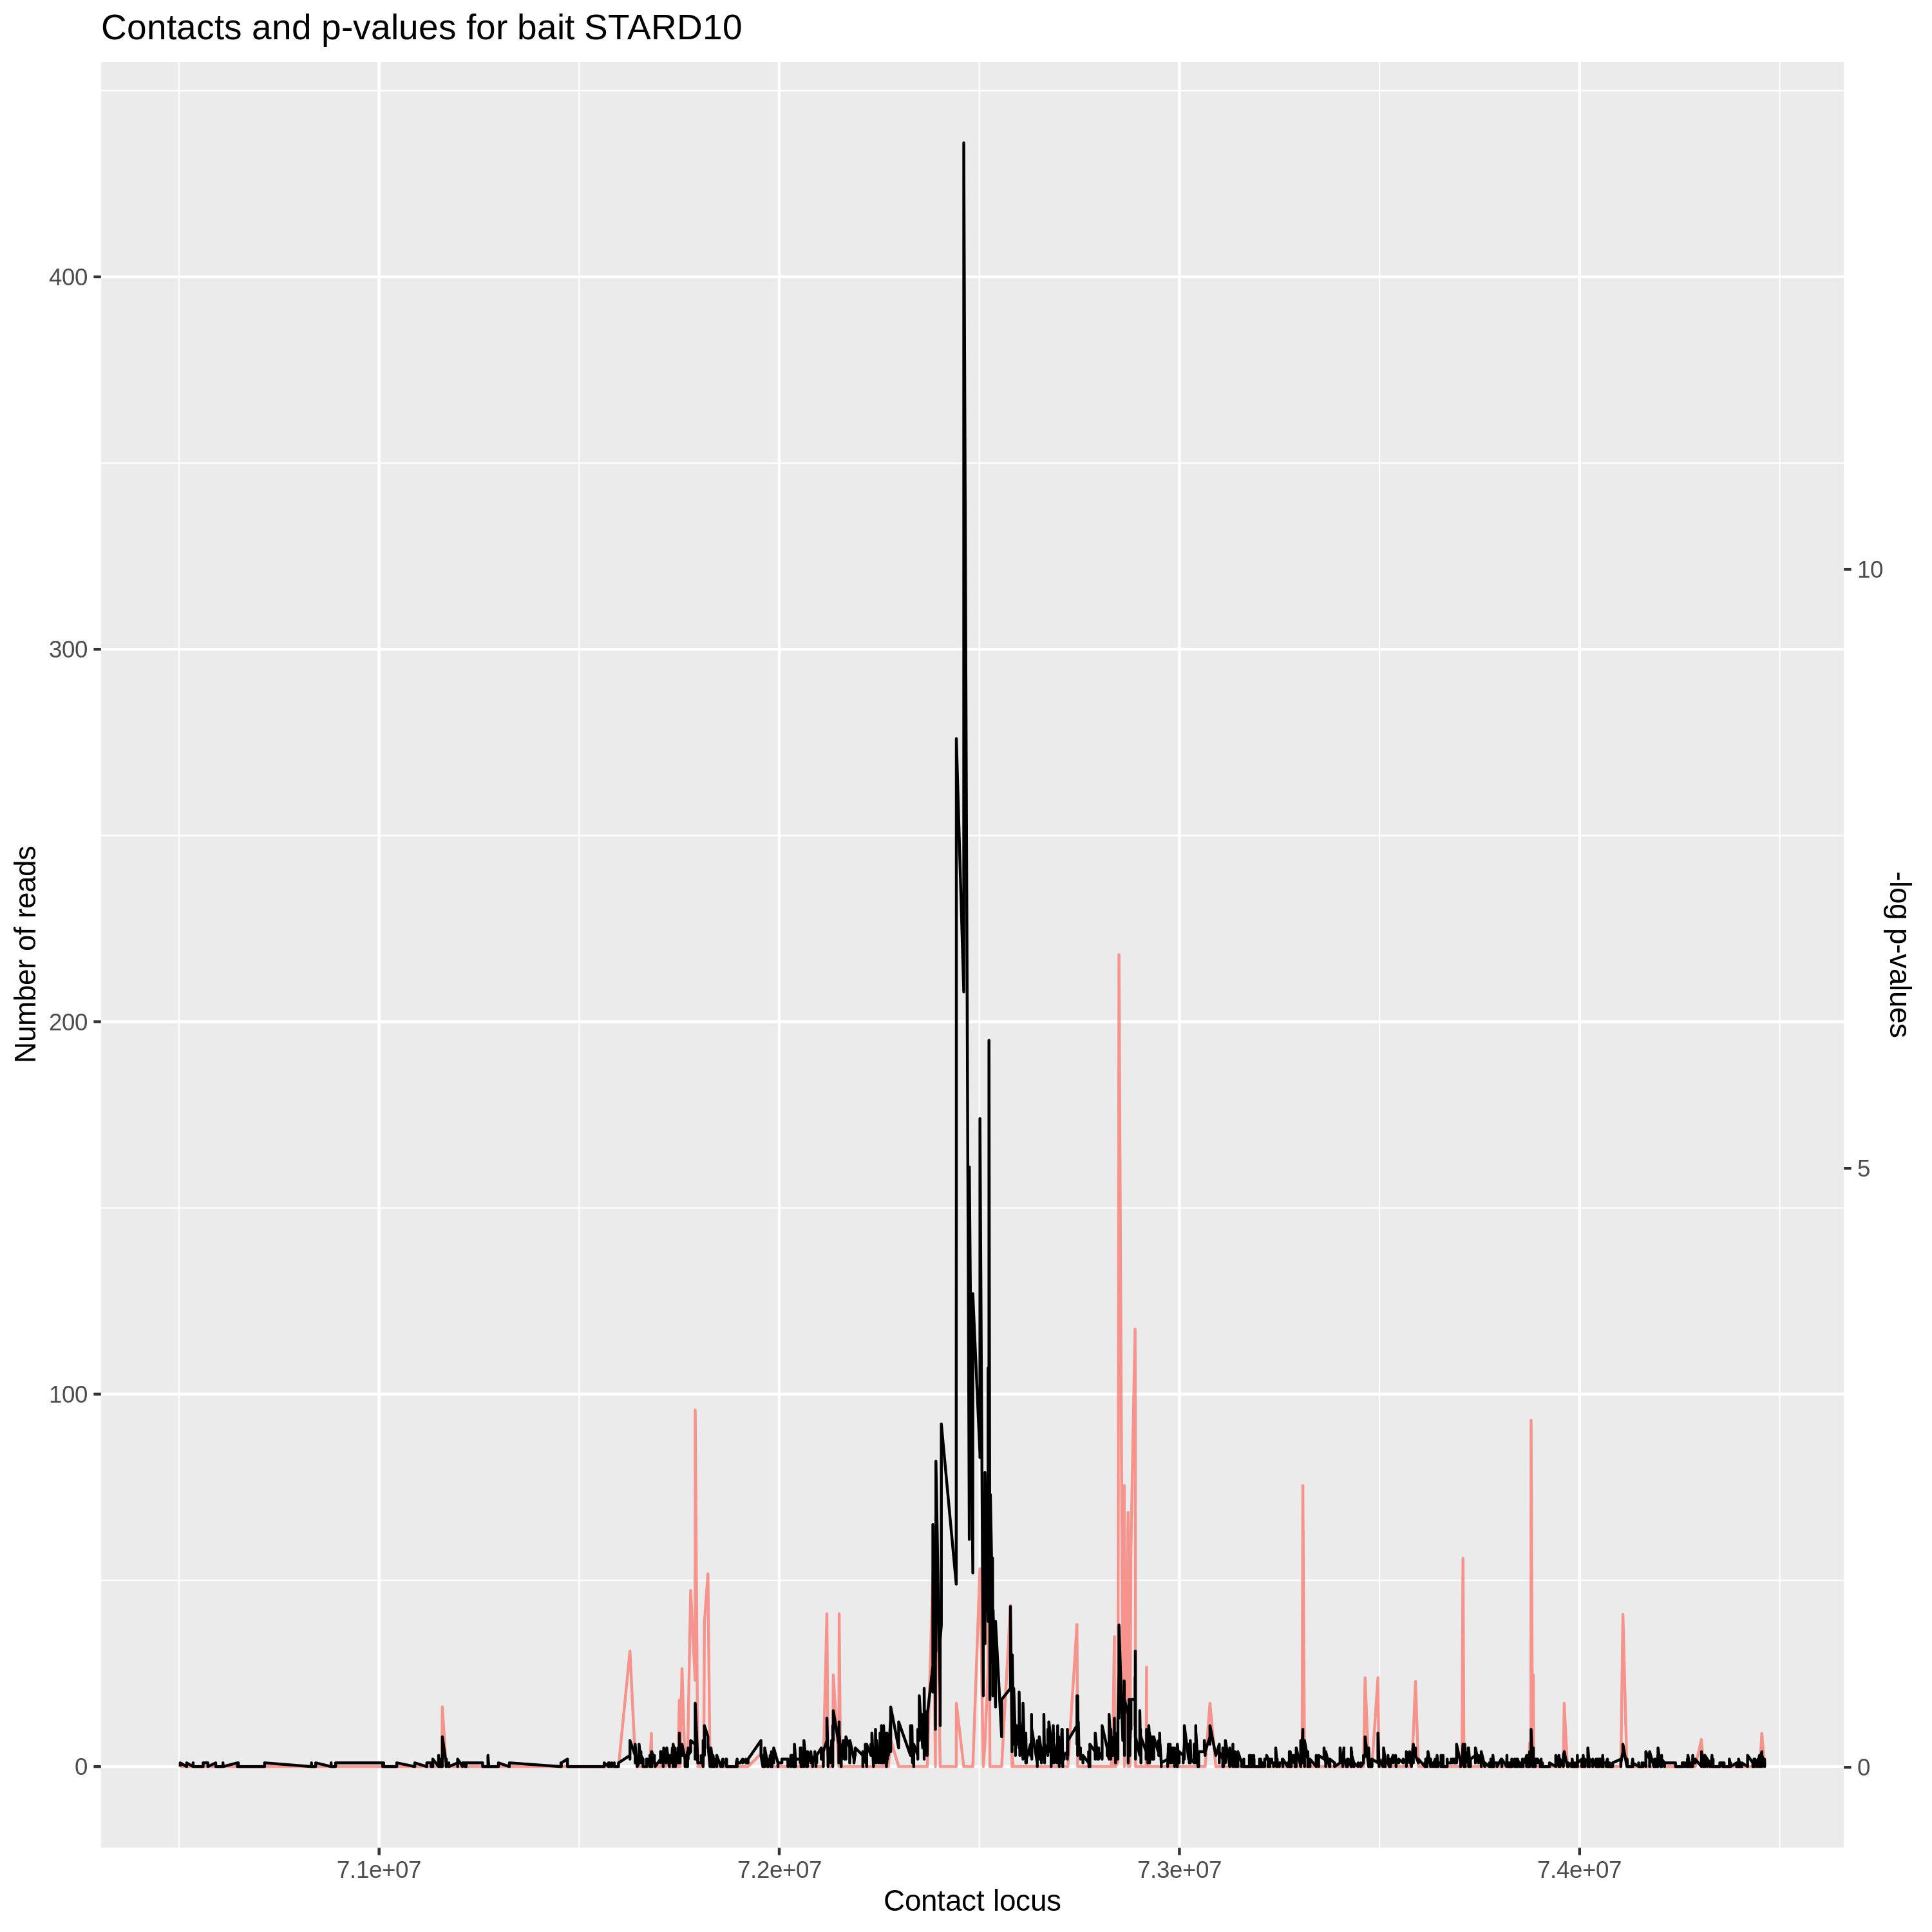 Contacts and p-values for bait STARD10
Number of reads
400
300
200
100
0
10
5
0
-log p-values
7.1e+07
7.2e+07
7.3e+07
7.4e+07
Contact locus